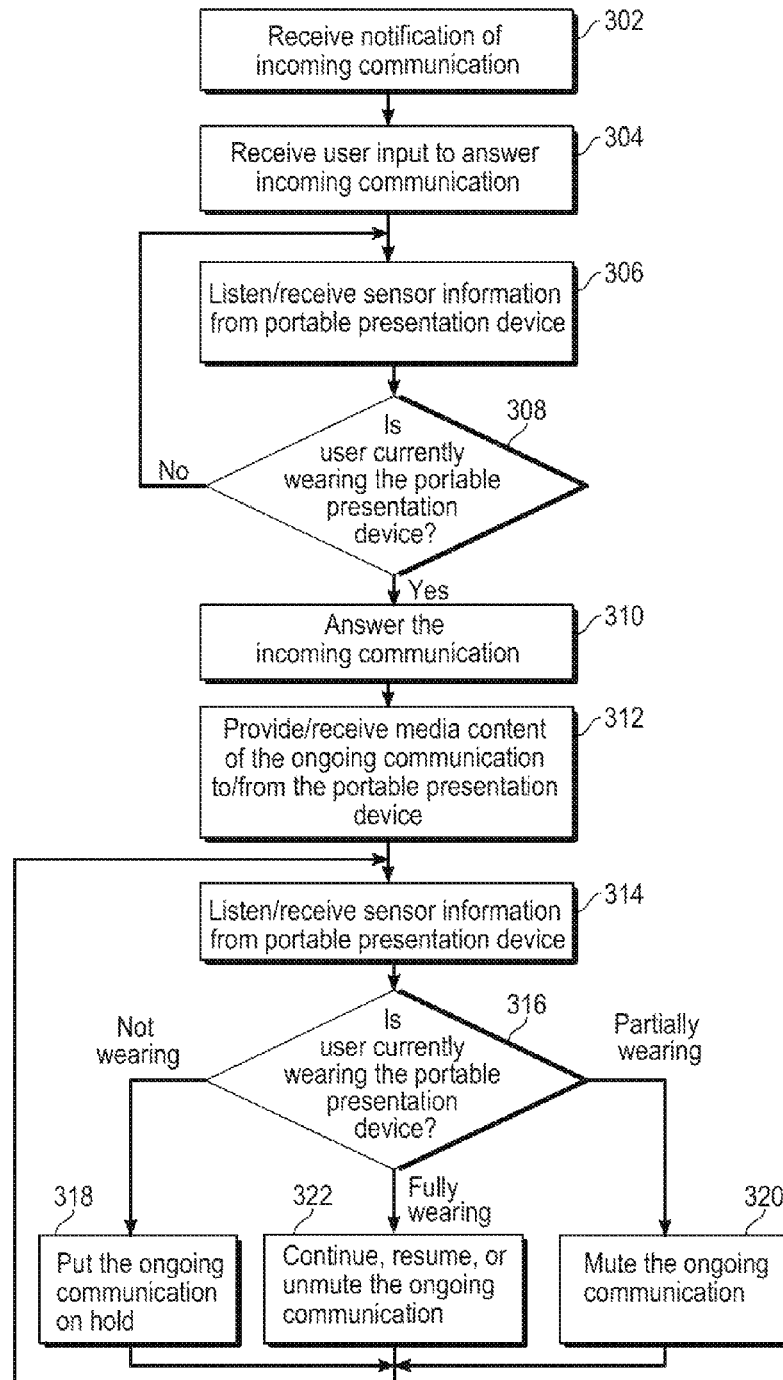 Receive notification of
incoming communication
302
Receive user input to answer
incoming communication
304
Listen/receive sensor information
from portable presentation device
306
Is
user currently
wearing the portable
presentation
device?
308
No
Yes
Answer the
incoming communication
310
Provide/receive media content
of the ongoing communication
to/from the portable presentation
device
312
Listen/receive sensor information
from portable presentation device
314
Is
user currently
wearing the portable
presentation
device?
316
Not
wearing
Partially
wearing
Fully
wearing
318
Put the ongoing
communication
on hold
322
Continue, resume, or
unmute the ongoing
communication
320
Mute the ongoing
communication